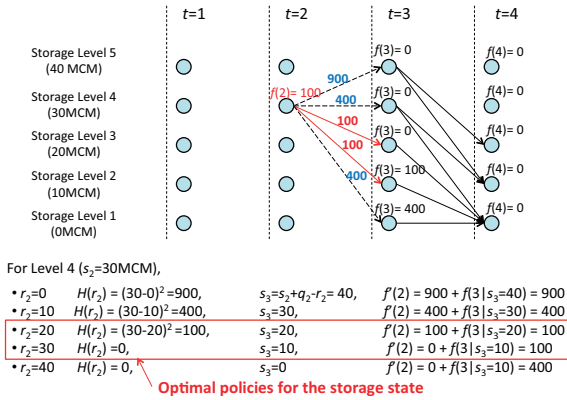 t=1 t=2 t=3 t=4
Storage Level 5
(40 MCM)
f(3)= 0
f(4)= 0
900
Storage Level 4
(30MCM)
f(2)= 100
400
f(3)= 0
f(4)= 0
100
Storage Level 3
(20MCM)
f(3)= 0
f(4)= 0
100
Storage Level 2
(10MCM)
400
f(3)= 100
f(4)= 0
Storage Level 1
(0MCM)
f(3)= 400
f(4)= 0
For Level 4 (s₂=30MCM),
• r₂=0 H(r₂) = (30-0)² =900, s₃=s₂+q₂-r₂= 40, f'(2) = 900 + f(3|s₃=40) = 900
• r₂=10 H(r₂) = (30-10)² =400, s₃=30, f'(2) = 400 + f(3|s₃=30) = 400
• r₂=20 H(r₂) = (30-20)² =100, s₃=20, f'(2) = 100 + f(3|s₃=20) = 100
• r₂=30 H(r₂) =0, s₃=10, f'(2) = 0 + f(3|s₃=10) = 100
• r₂=40 H(r₂) = 0, s₃=0 f'(2) = 0 + f(3|s₃=10) = 400
Optimal policies for the storage state